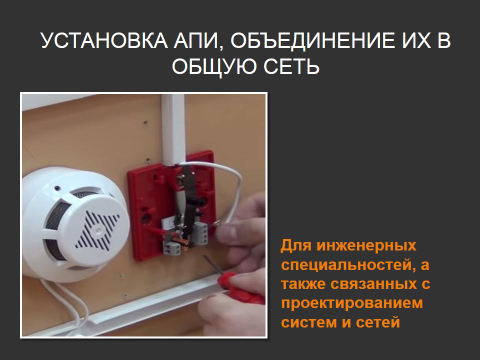 УСТАНОВКА АПИ, ОБЪЕДИНЕНИЕ ИХ В
ОБЩУЮ СЕТЬ
Для инженерных
специальностей, а
также связанных с
проектированием
систем и сетей